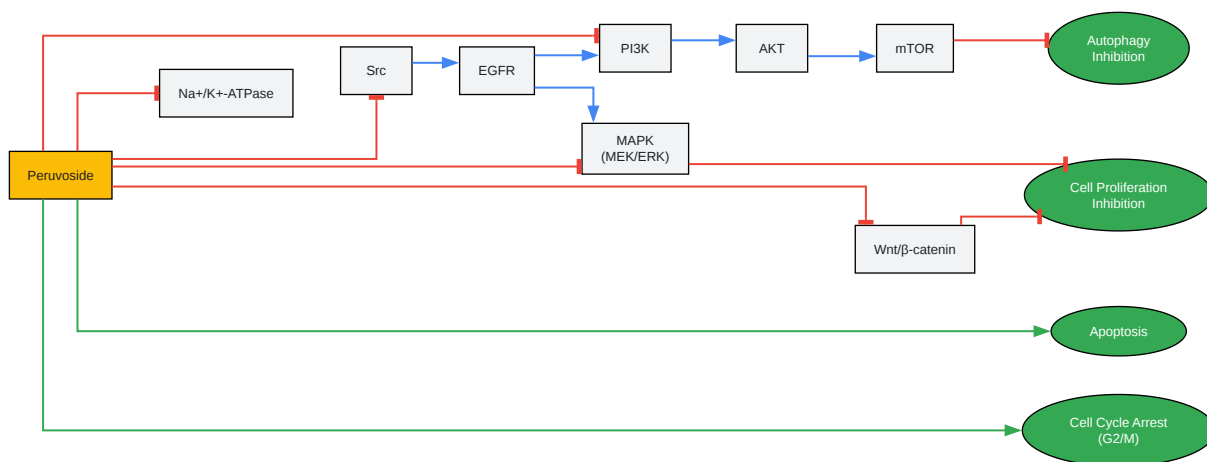 PI3K
AKT
mTOR
Autophagy
Inhibition
Src
EGFR
Na+/K+-ATPase
MAPK
(MEK/ERK)
Peruvoside
Cell Proliferation
Inhibition
Wnt/β-catenin
Apoptosis
Cell Cycle Arrest
(G2/M)